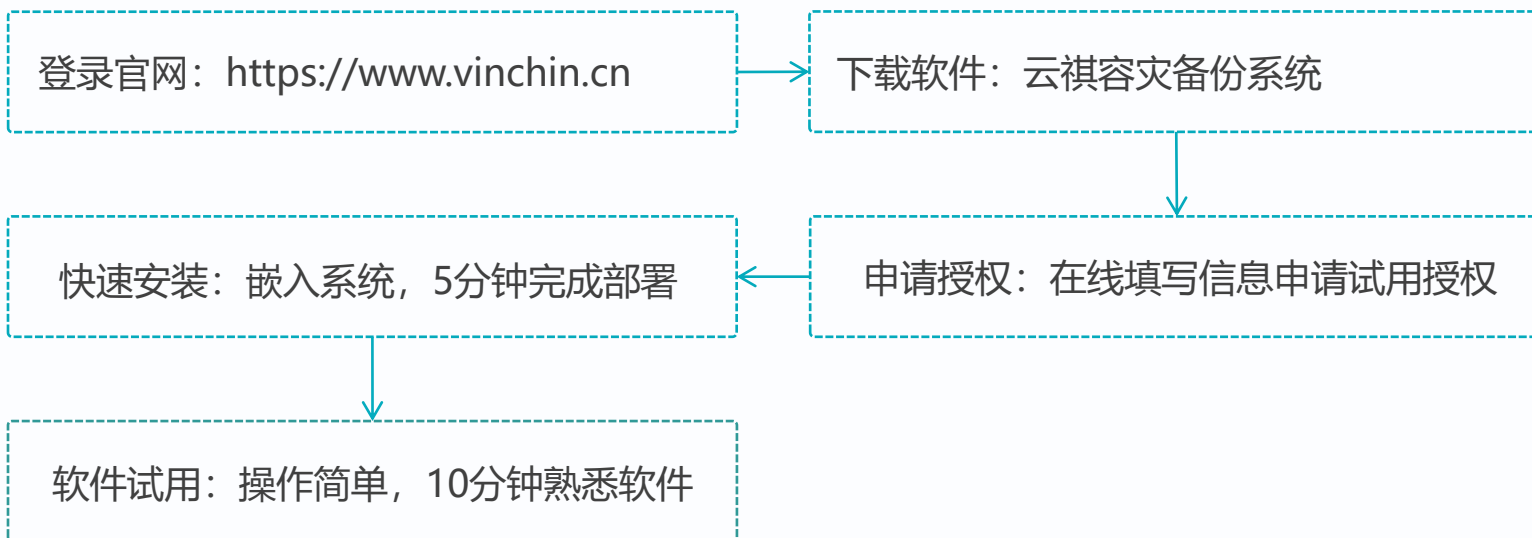 登录官网：https://www.vinchin.cn
下载软件：云祺容灾备份系统
申请授权：在线填写信息申请试用授权
快速安装：嵌入系统，5分钟完成部署
软件试用：操作简单，10分钟熟悉软件